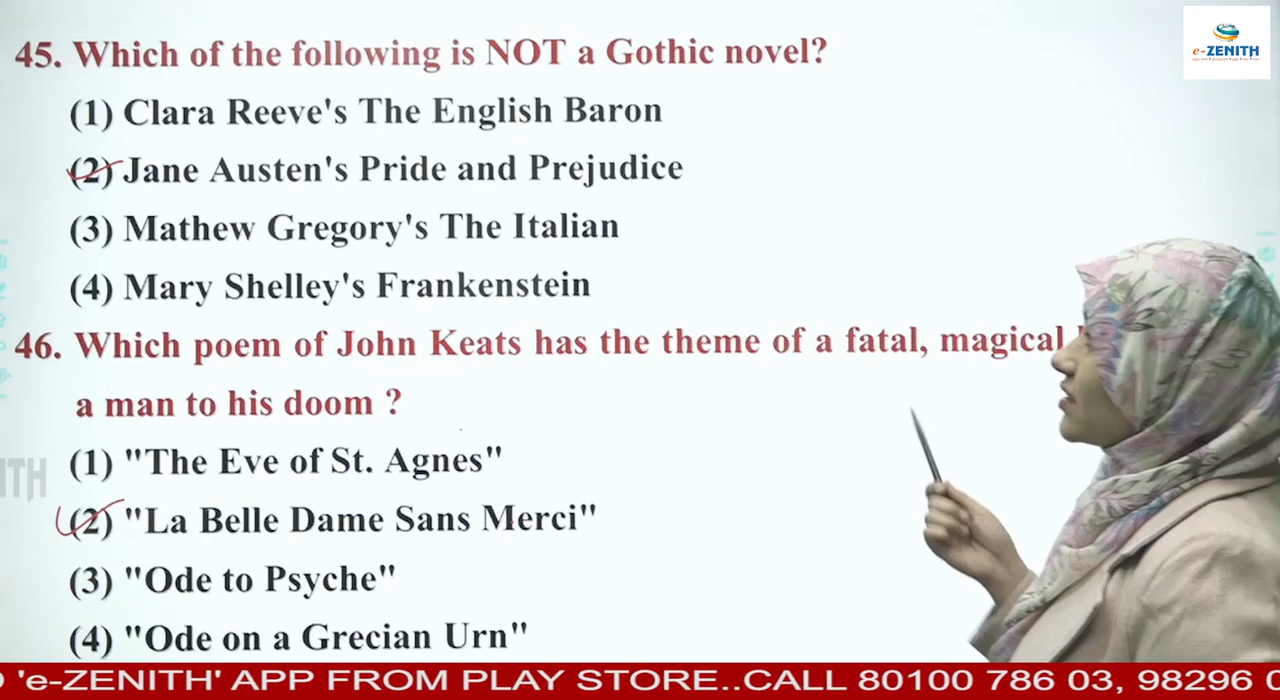 e-ZENITH
45. Which of the following is NOT a Gothic novel?
(1) Clara Reeve's The English Baron
(2) Jane Austen's Pride and Prejudice
(3) Mathew Gregory's The Italian
(4) Mary Shelley's Frankenstein
46. Which poem of John Keats has the theme of a fatal, magical
a man to his doom ?
(1) "The Eve of St. Agnes"
ITH
(2) "La Belle Dame Sans Merci"
(3) "Ode to Psyche"
(4) "Ode on a Grecian Urn"
'e-ZENITH' APP FROM PLAY STORE..CALL 80100 786 03, 98296